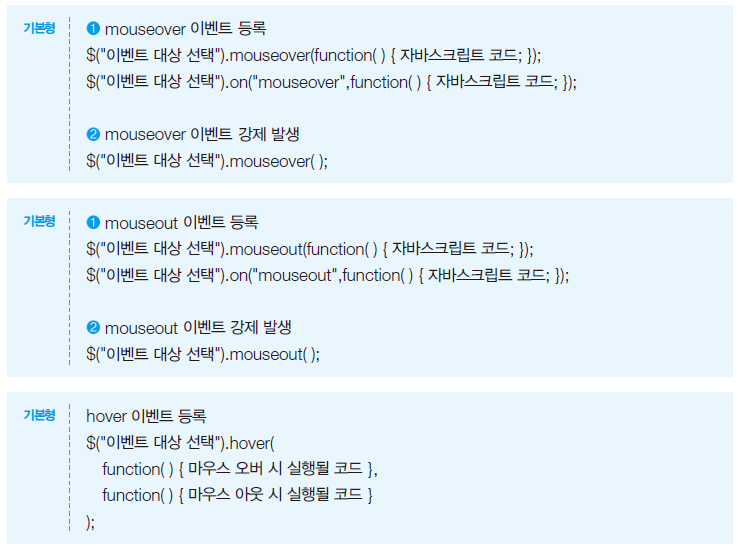 기본형
❶ mouseover 이벤트 등록
$("이벤트 대상 선택").mouseover(function( ) { 자바스크립트 코드; });
$("이벤트 대상 선택").on("mouseover",function( ) { 자바스크립트 코드; });
❷ mouseover 이벤트 강제 발생
$("이벤트 대상 선택").mouseover( );
기본형
❶ mouseout 이벤트 등록
$("이벤트 대상 선택").mouseout(function( ) { 자바스크립트 코드; });
$("이벤트 대상 선택").on("mouseout",function( ) { 자바스크립트 코드; });
❷ mouseout 이벤트 강제 발생
$("이벤트 대상 선택").mouseout( );
기본형
hover 이벤트 등록
$("이벤트 대상 선택").hover(
function( ) { 마우스 오버 시 실행될 코드 },
function( ) { 마우스 아웃 시 실행될 코드 }
);